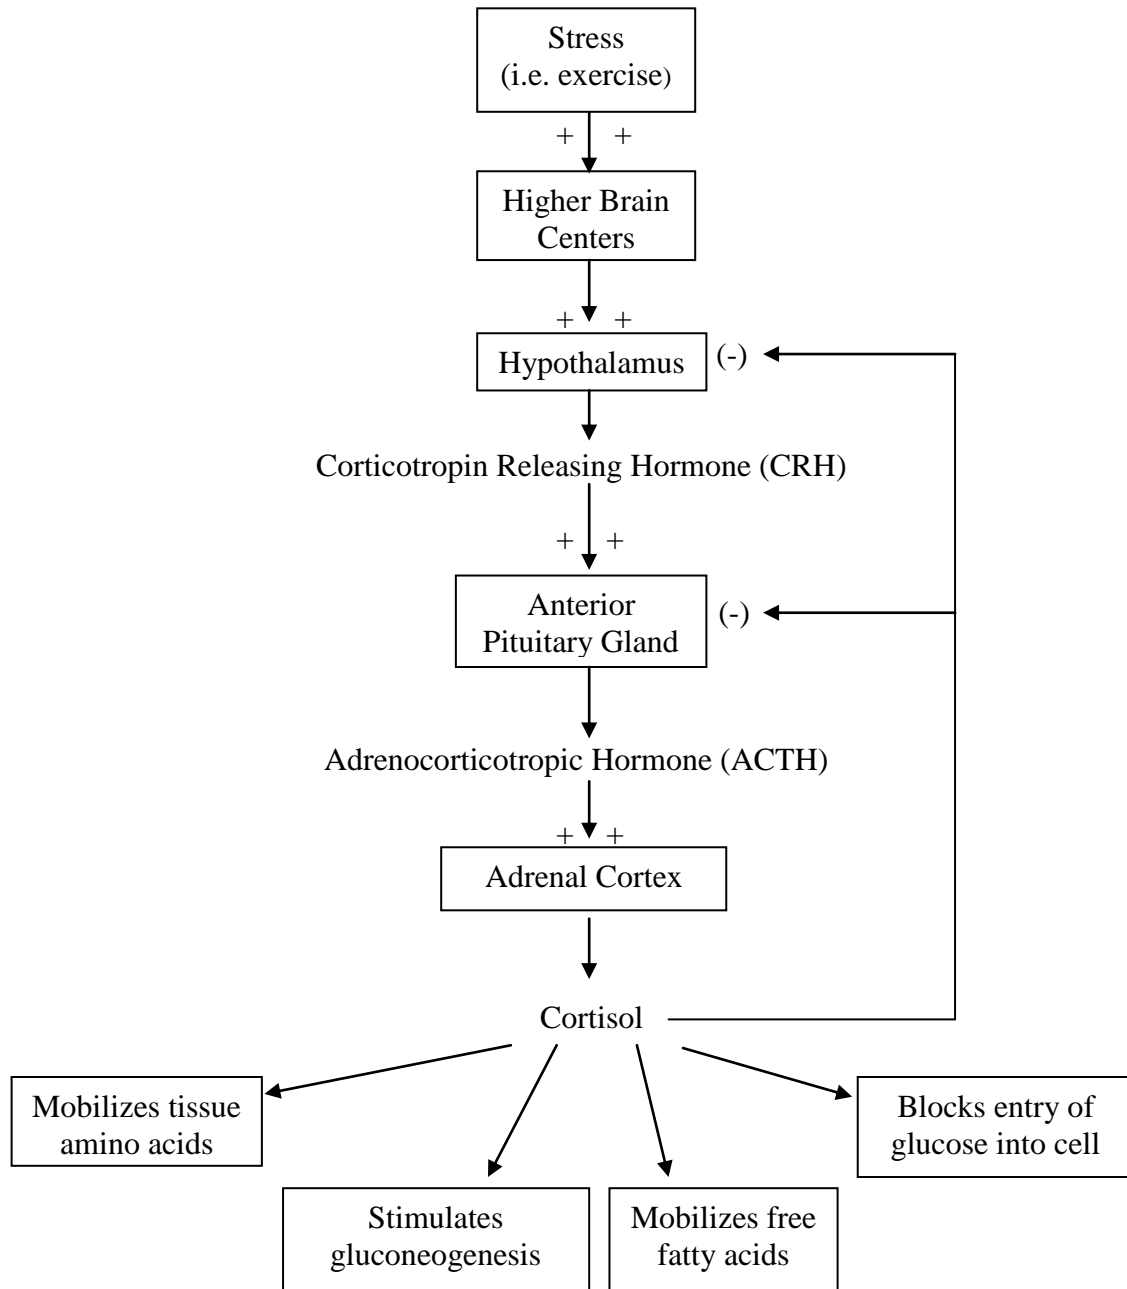 Stress
(i.e. exercise)
+ +
Higher Brain
Centers
+ +
Hypothalamus
(-)
Corticotropin Releasing Hormone (CRH)
+ +
Anterior
Pituitary Gland
(-)
Adrenocorticotropic Hormone (ACTH)
+ +
Adrenal Cortex
Cortisol
Mobilizes tissue
amino acids
Stimulates
gluconeogenesis
Mobilizes free
fatty acids
Blocks entry of
glucose into cell